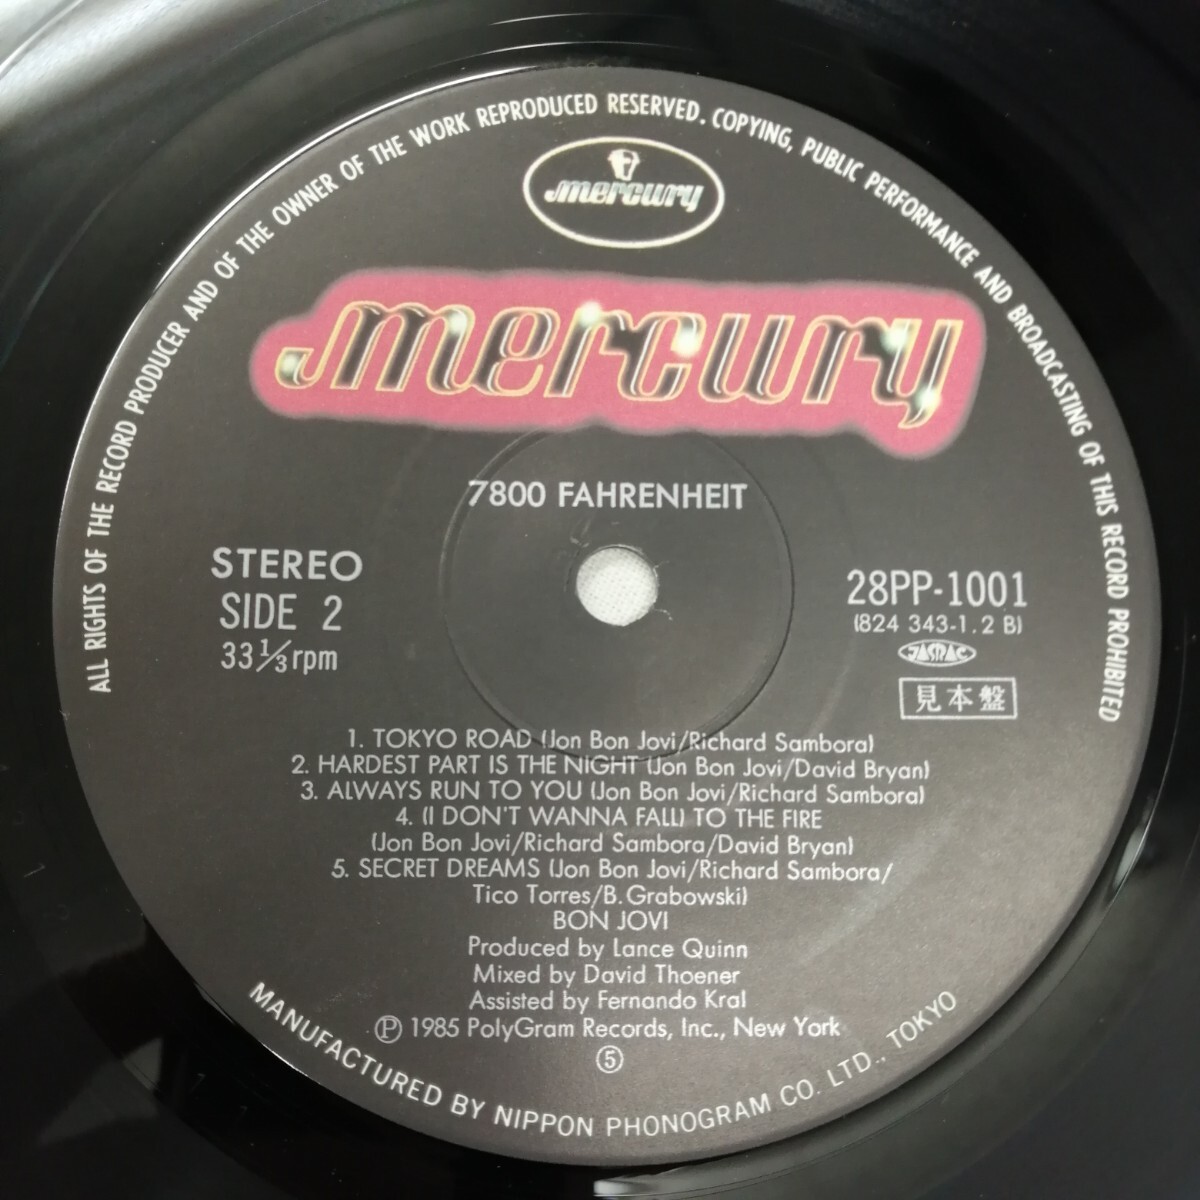 ALL RIGHTS OF THE RECORD PRODUCER AND OF THE OWNER OF THE WORK REPRODUCED RESERVED. COPYING, PUBLIC PERFORMANCE AND BROADCASTING OF THIS RECORD PROHIBITED
mercury
mercury
7800 FAHRENHEIT
STEREO
SIDE 2
33 1/3 rpm
28PP-1001
(824 343-1.2 B)
JASRAC
見本盤
1. TOKYO ROAD (Jon Bon Jovi/Richard Sambora)
2. HARDEST PART IS THE NIGHT (Jon Bon Jovi/David Bryan)
3. ALWAYS RUN TO YOU (Jon Bon Jovi/Richard Sambora)
4. (I DON'T WANNA FALL) TO THE FIRE
(Jon Bon Jovi/Richard Sambora/David Bryan)
5. SECRET DREAMS (Jon Bon Jovi/Richard Sambora/
Tico Torres/B. Grabowski)
BON JOVI
Produced by Lance Quinn
Mixed by David Thoener
Assisted by Fernando Kral
Ⓟ 1985 PolyGram Records, Inc., New York
⑤
MANUFACTURED BY NIPPON PHONOGRAM CO. LTD., TOKYO